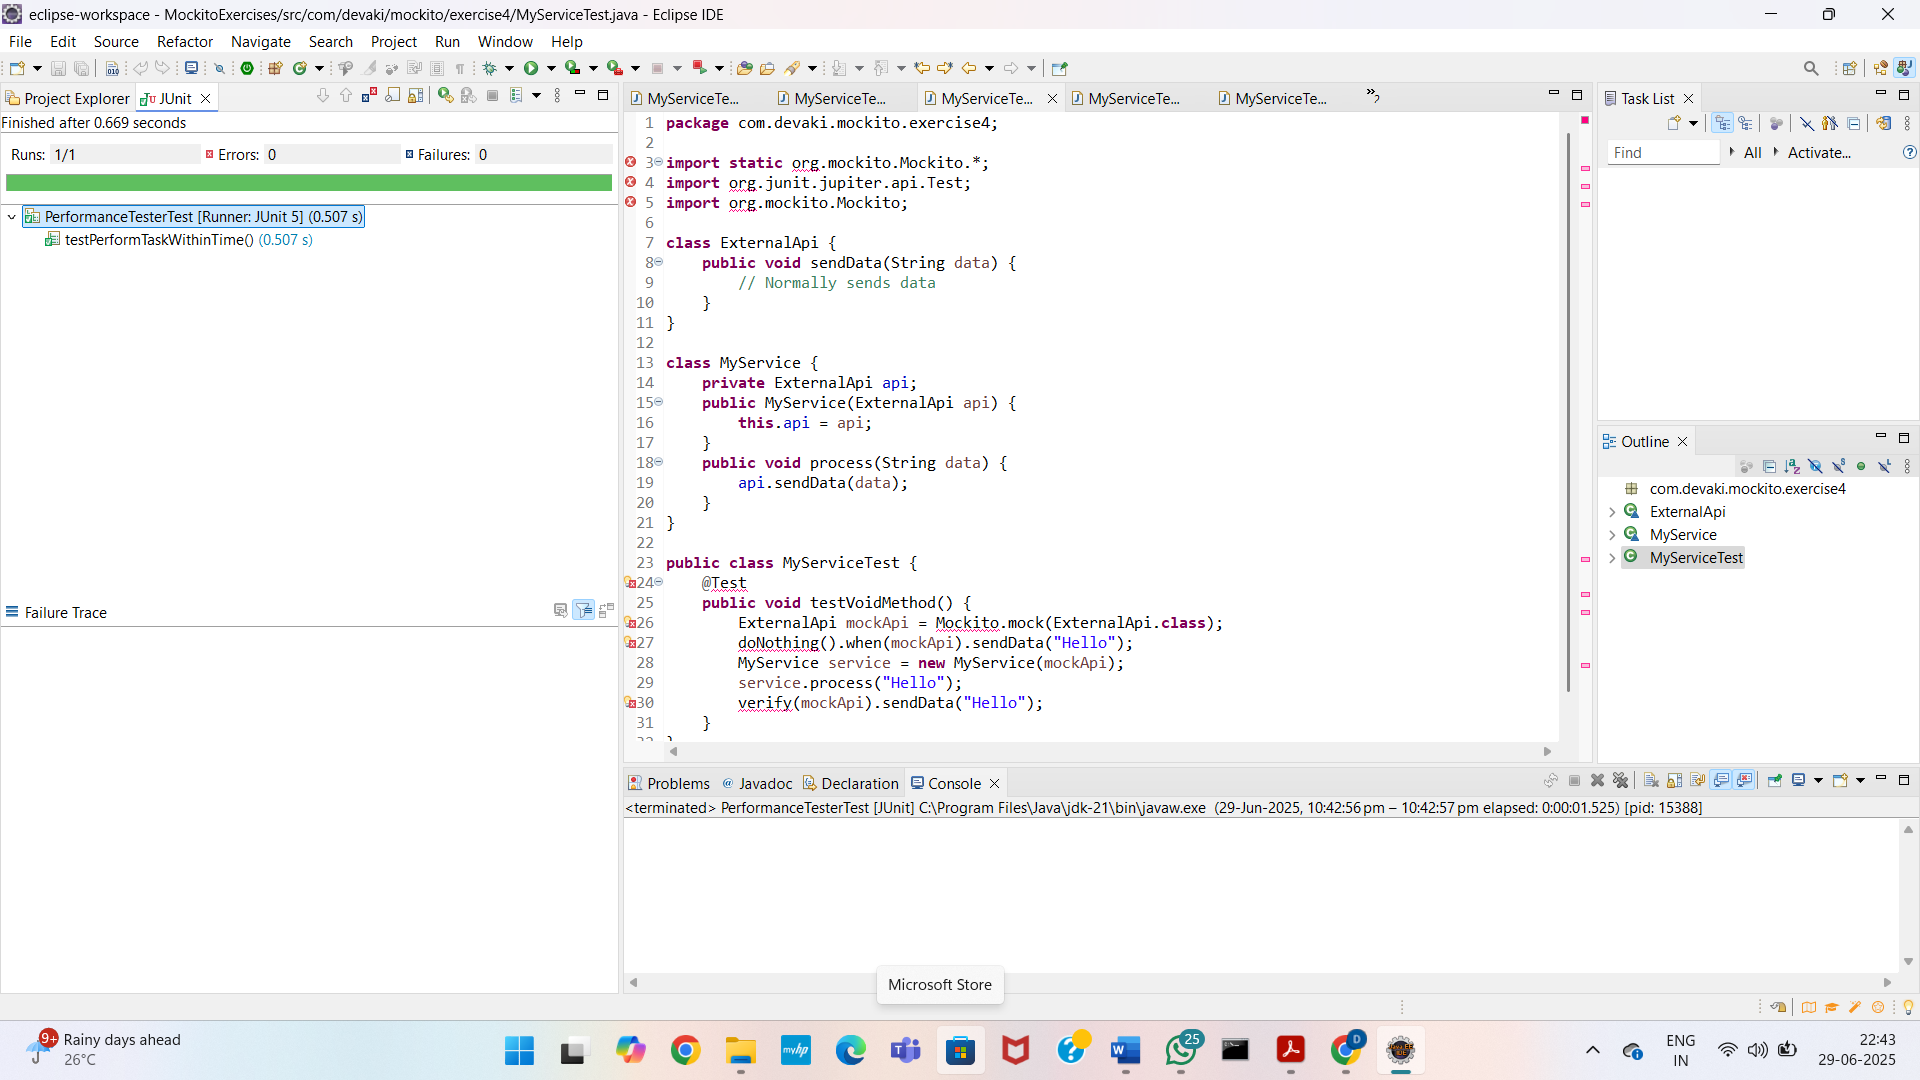 eclipse-workspace - MockitoExercises/src/com/devaki/mockito/exercise4/MyServiceTest.java - Eclipse IDE
File Edit Source Refactor Navigate Search Project Run Window Help
Project Explorer JUnit
Finished after 0.669 seconds
Runs: 1/1 Errors: 0 Failures: 0
PerformanceTesterTest [Runner: JUnit 5] (0.507 s)
testPerformTaskWithinTime() (0.507 s)
Failure Trace
MyServiceTe... MyServiceTe... MyServiceTe... MyServiceTe... MyServiceTe...
1 package com.devaki.mockito.exercise4;
2
3 import static org.mockito.Mockito.*;
4 import org.junit.jupiter.api.Test;
5 import org.mockito.Mockito;
6
7 class ExternalApi {
8 public void sendData(String data) {
9 // Normally sends data
10 }
11 }
12
13 class MyService {
14 private ExternalApi api;
15 public MyService(ExternalApi api) {
16 this.api = api;
17 }
18 public void process(String data) {
19 api.sendData(data);
20 }
21 }
22
23 public class MyServiceTest {
24 @Test
25 public void testVoidMethod() {
26 ExternalApi mockApi = Mockito.mock(ExternalApi.class);
27 doNothing().when(mockApi).sendData("Hello");
28 MyService service = new MyService(mockApi);
29 service.process("Hello");
30 verify(mockApi).sendData("Hello");
31 }
Task List
Find All Activate...
Outline
com.devaki.mockito.exercise4
ExternalApi
MyService
MyServiceTest
Problems Javadoc Declaration Console
<terminated> PerformanceTesterTest [JUnit] C:\Program Files\Java\jdk-21\bin\javaw.exe (29-Jun-2025, 10:42:56 pm – 10:42:57 pm elapsed: 0:00:01.525) [pid: 15388]
Microsoft Store
9+
Rainy days ahead
26°C
myhp
25
D
ENG
IN
22:43
29-06-2025